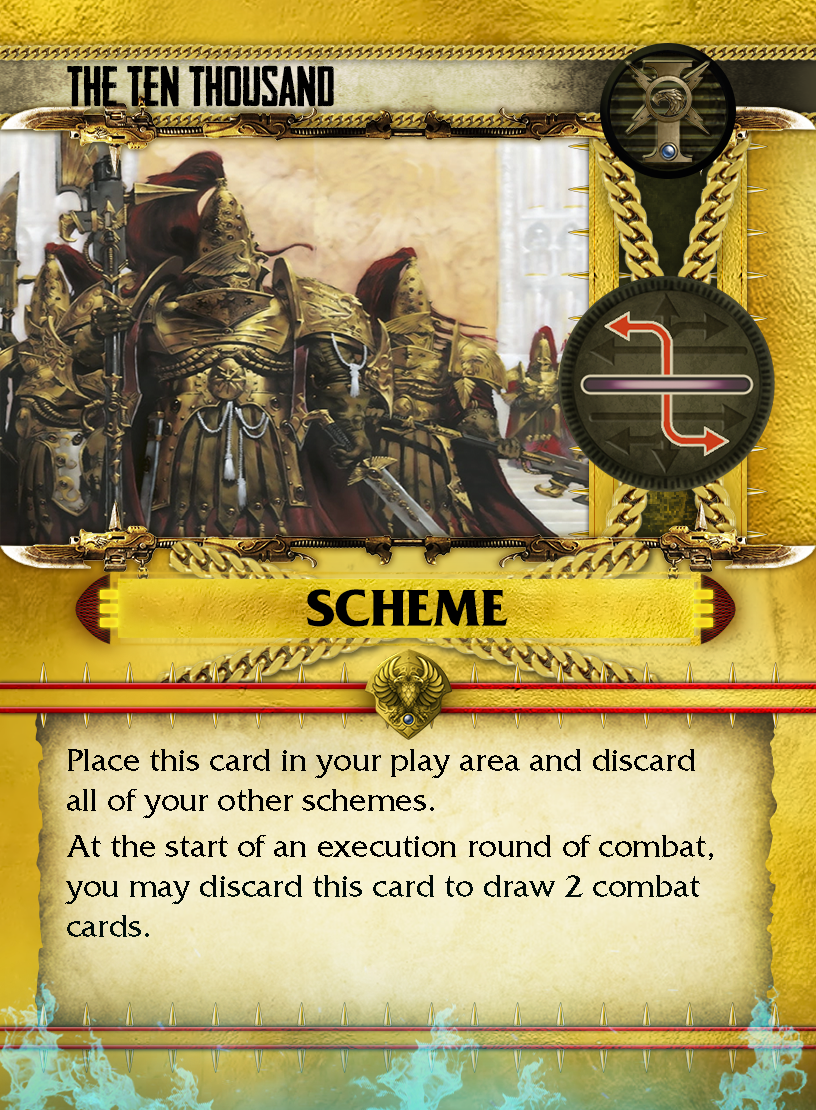 THE TEN THOUSAND
SCHEME
Place this card in your play area and discard
all of your other schemes.
At the start of an execution round of combat,
you may discard this card to draw 2 combat
cards.